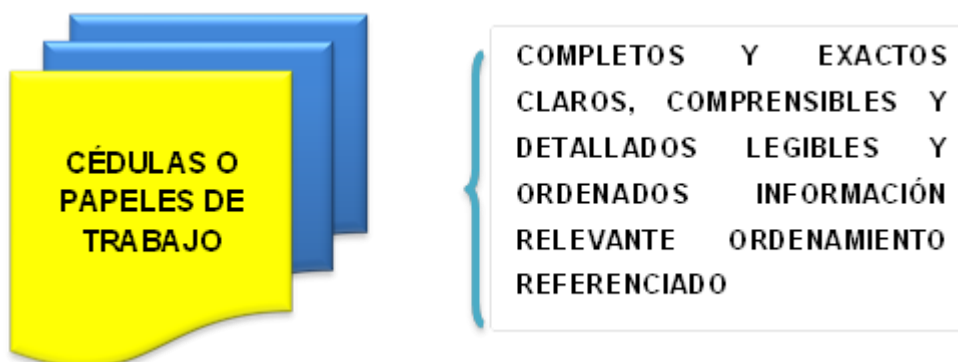 CÉDULAS O
PAPELES DE
TRABAJO
COMPLETOS Y EXACTOS
CLAROS, COMPRENSIBLES Y
DETALLADOS LEGIBLES Y
ORDENADOS INFORMACIÓN
RELEVANTE ORDENAMIENTO
REFERENCIADO